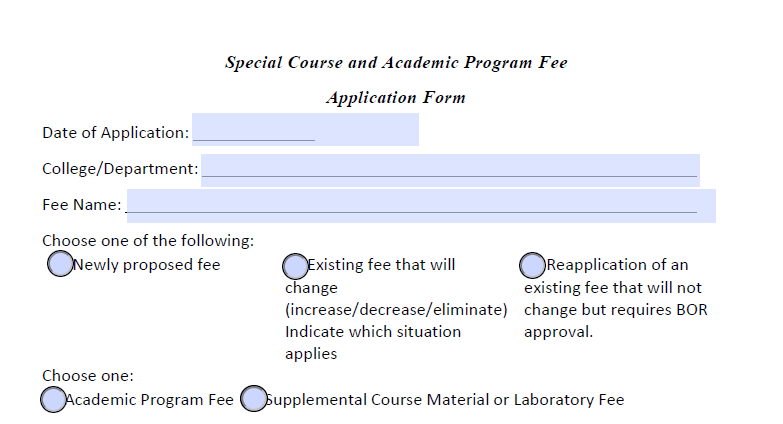 Special Course and Academic Program Fee
Application Form
Date of Application:
College/Department:
Fee Name:
Choose one of the following:
Newly proposed fee
Existing fee that will
change
(increase/decrease/eliminate)
Indicate which situation
applies
Reapplication of an
existing fee that will not
change but requires BOR
approval.
Choose one:
Academic Program Fee Supplemental Course Material or Laboratory Fee